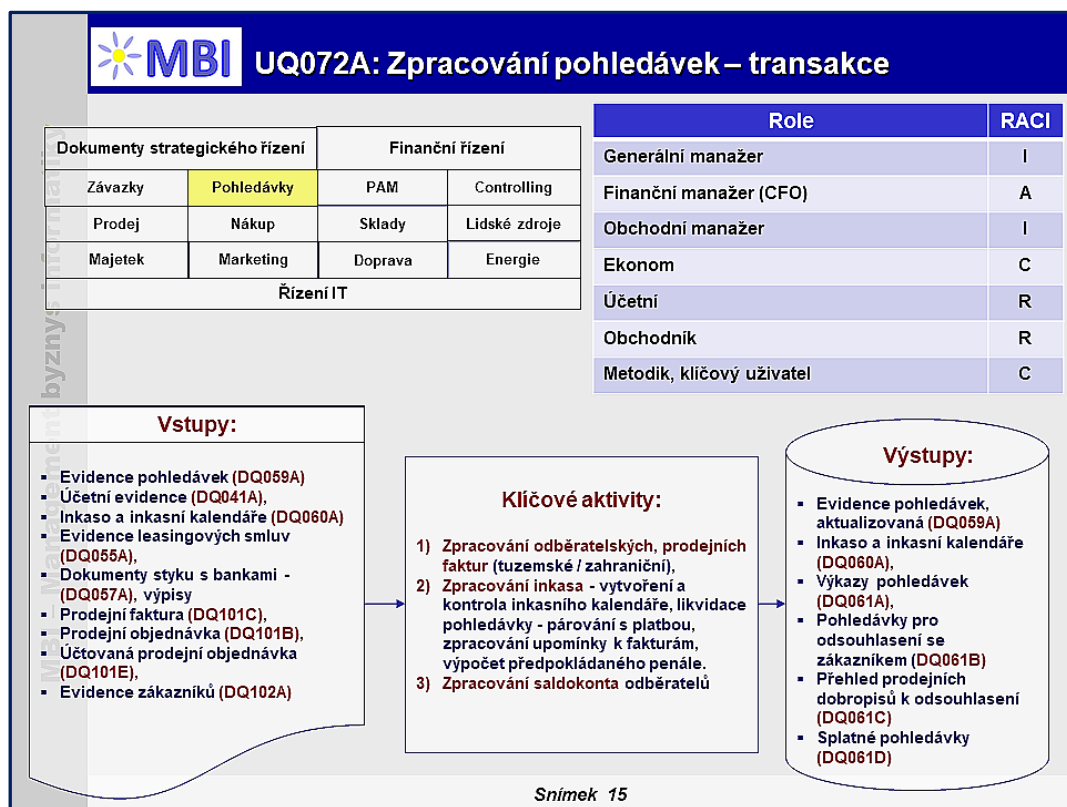 MBI
UQ072A: Zpracování pohledávek – transakce
MBI – Management byznys informatiky
Dokumenty strategického řízení Finanční řízení
Závazky Pohledávky PAM Controlling
Prodej Nákup Sklady Lidské zdroje
Majetek Marketing Doprava Energie
Řízení IT
Role RACI
Generální manažer I
Finanční manažer (CFO) A
Obchodní manažer I
Ekonom C
Účetní R
Obchodník R
Metodik, klíčový uživatel C
Vstupy:
▪ Evidence pohledávek (DQ059A)
▪ Účetní evidence (DQ041A),
▪ Inkaso a inkasní kalendáře (DQ060A)
▪ Evidence leasingových smluv
(DQ055A),
▪ Dokumenty styku s bankami -
(DQ057A), výpisy
▪ Prodejní faktura (DQ101C),
▪ Prodejní objednávka (DQ101B),
▪ Účtovaná prodejní objednávka
(DQ101E),
▪ Evidence zákazníků (DQ102A)
Klíčové aktivity:
1) Zpracování odběratelských, prodejních
faktur (tuzemské / zahraniční),
2) Zpracování inkasa - vytvoření a
kontrola inkasního kalendáře, likvidace
pohledávky - párování s platbou,
zpracování upomínky k fakturám,
výpočet předpokládaného penále.
3) Zpracování saldokonta odběratelů
Výstupy:
▪ Evidence pohledávek,
aktualizovaná (DQ059A)
▪ Inkaso a inkasní kalendáře
(DQ060A),
▪ Výkazy pohledávek
(DQ061A),
▪ Pohledávky pro
odsouhlasení se
zákazníkem (DQ061B)
▪ Přehled prodejních
dobropisů k odsouhlasení
(DQ061C)
▪ Splatné pohledávky
(DQ061D)
Snímek 15